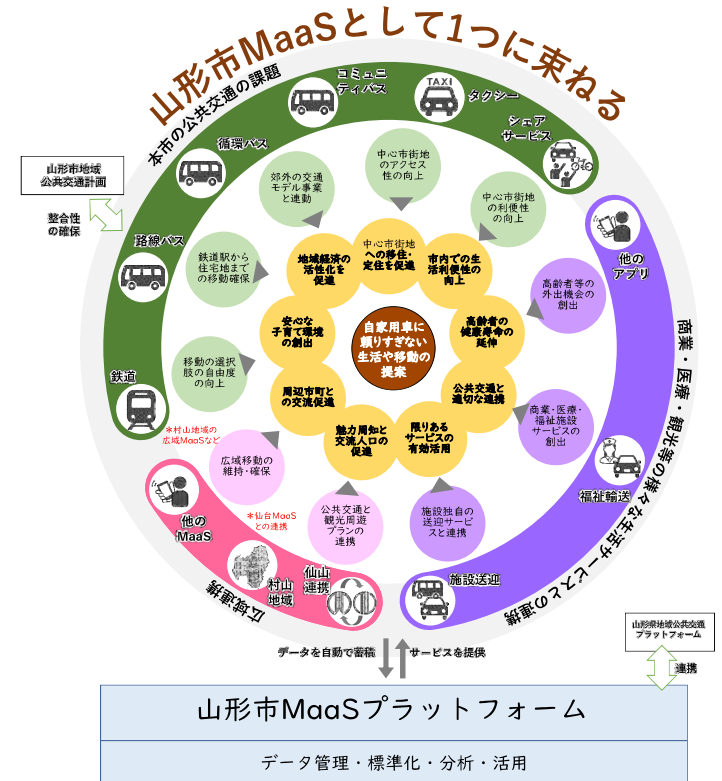 山形市MaaSとして1つに束ねる
本市の公共交通の課題
コミュニ
ティバス
タクシー
TAXI
シェア
サービス
循環バス
路線バス
鉄道
山形市地域
公共交通計画
整合性
の確保
中心市街地
のアクセス
性の向上
郊外の交通
モデル事業
と連動
中心市街地
の利便性
の向上
鉄道駅から
住宅地まで
の移動確保
移動の選択
肢の自由度
の向上
中心市街地
への移住・
定住を促進
地域経済の
活性化を
促進
市内での生
活利便性の
向上
安心な
子育て環境
の創出
高齢者の
健康寿命の
延伸
自家用車に
頼りすぎない
生活や移動の
提案
周辺市町と
の交流促進
公共交通と
適切な連携
魅力周知と
交流人口の
促進
限りある
サービスの
有効活用
他の
アプリ
高齢者等の
外出機会の
創出
商業・医療・
福祉施設
サービスの
創出
施設独自の
送迎サービ
スと連携
福祉輸送
施設送迎
商業・医療・観光等の様々な生活サービスとの連携
*村山地域の
広域MaaSなど
広域移動の
維持・確保
*仙台MaaS
との連携
公共交通と
観光周遊
プランの
連携
他の
MaaS
村山
地域
仙山
連携
広域連携
データを自動で蓄積
サービスを提供
山形県地域公共交通
プラットフォーム
連携
山形市MaaSプラットフォーム
データ管理・標準化・分析・活用